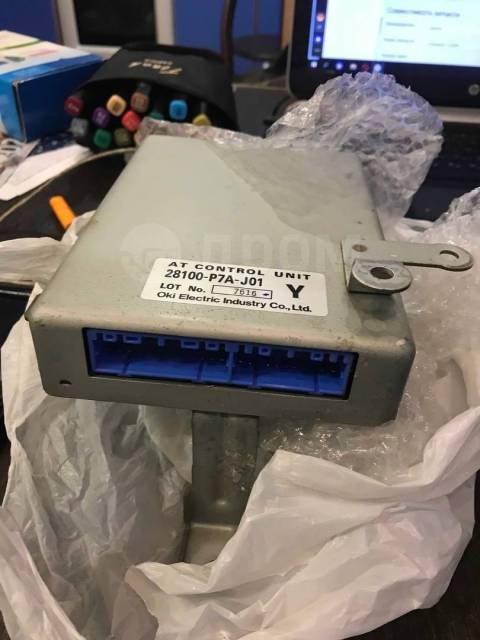 AT CONTROL UNIT
28100-P7A-J01
LOT No. 7616 Y
Oki Electric Industry Co., Ltd.